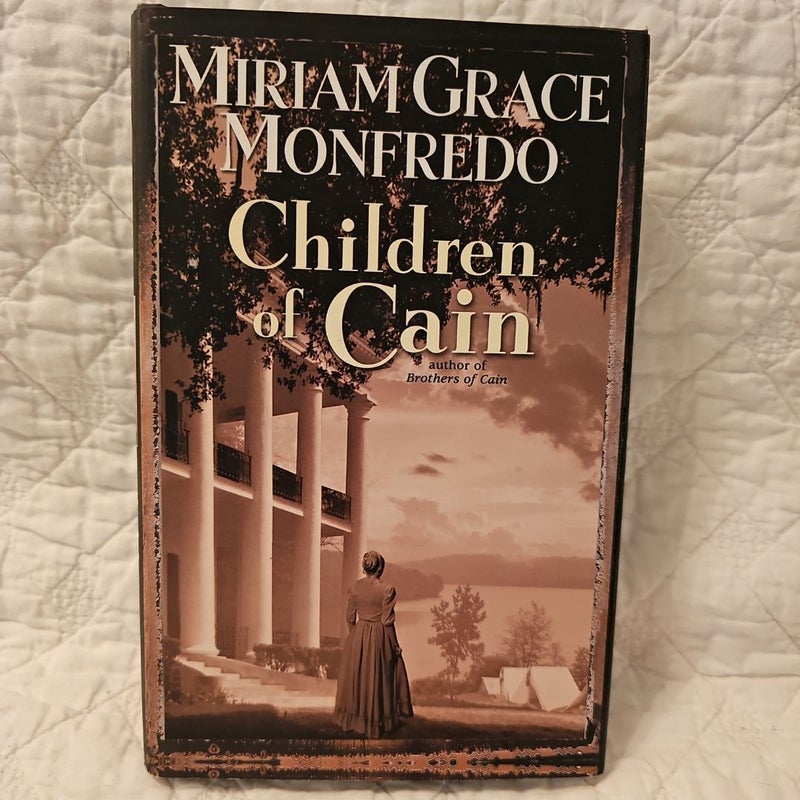 MIRIAM GRACE
MONFREDO
Children
of Cain
author of
Brothers of Cain